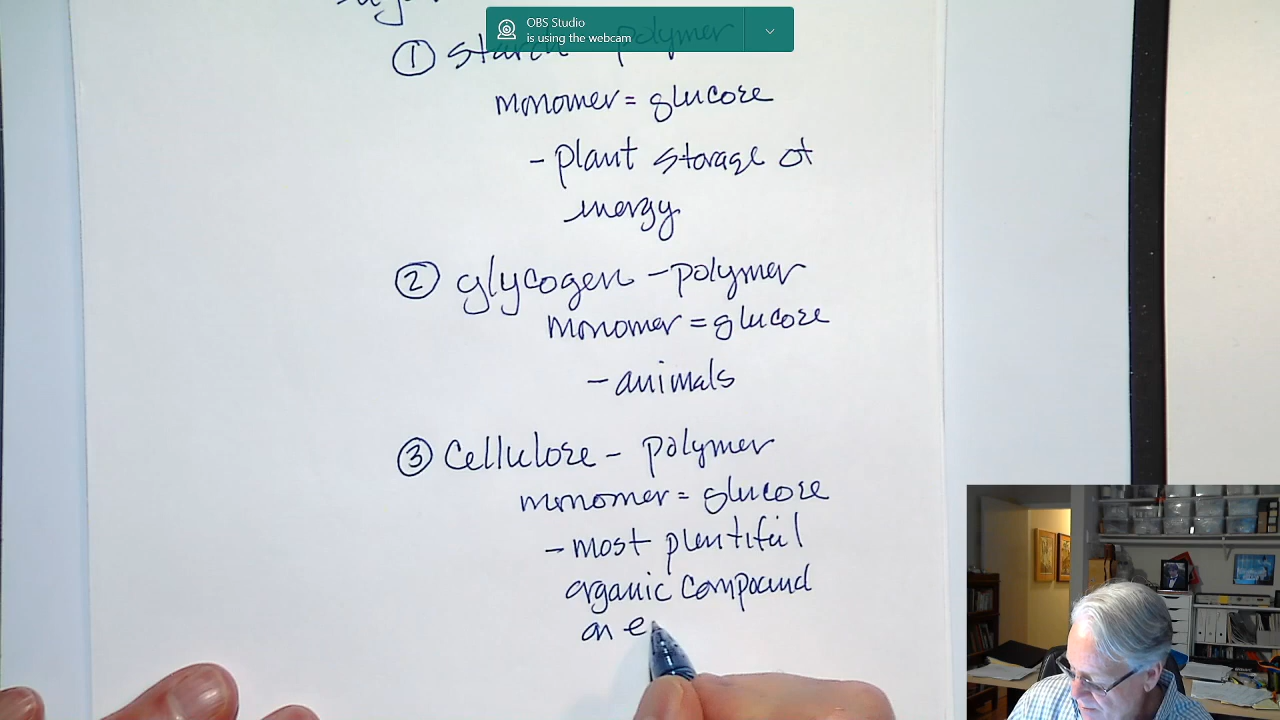 OBS Studio
is using the webcam
① Starch - polymer
monomer = glucose
- plant storage of
energy
② glycogen - polymer
monomer = glucose
- animals
③ Cellulose - polymer
monomer = glucose
- most plentiful
organic compound
on e